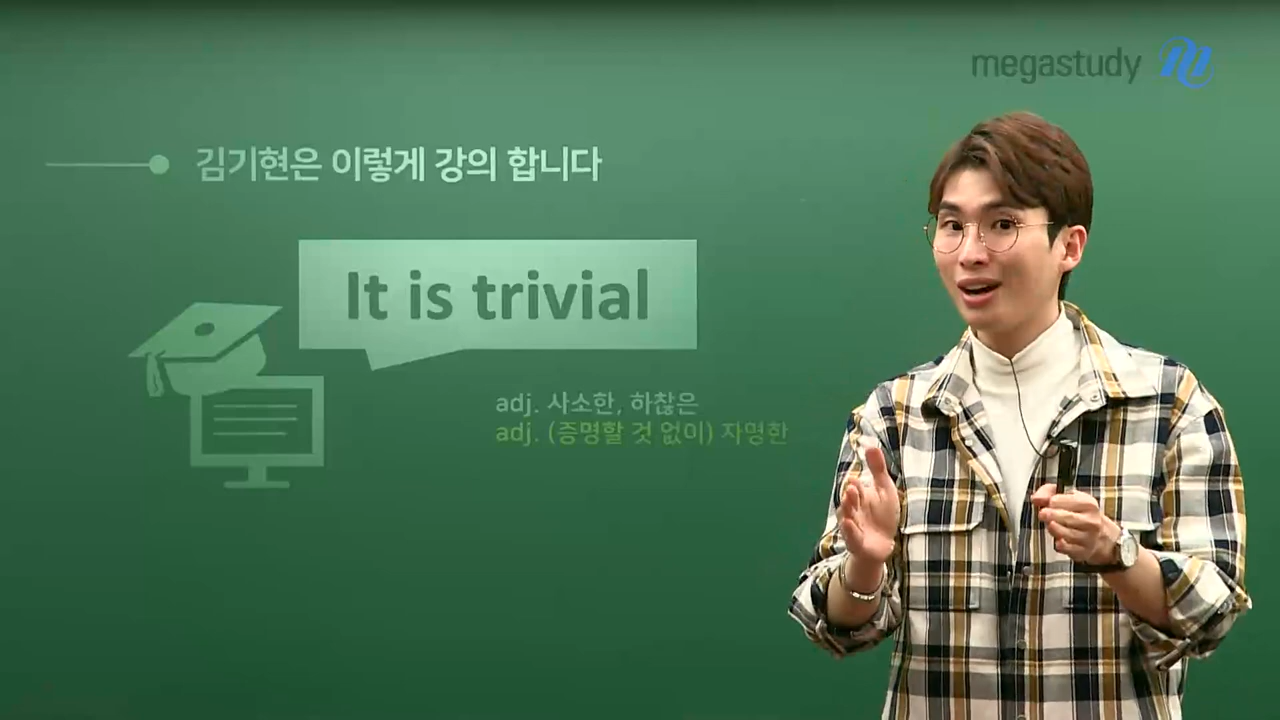 megastudy
김기현은 이렇게 강의 합니다
It is trivial
adj. 사소한, 하찮은
adj. (증명할 것 없이) 자명한